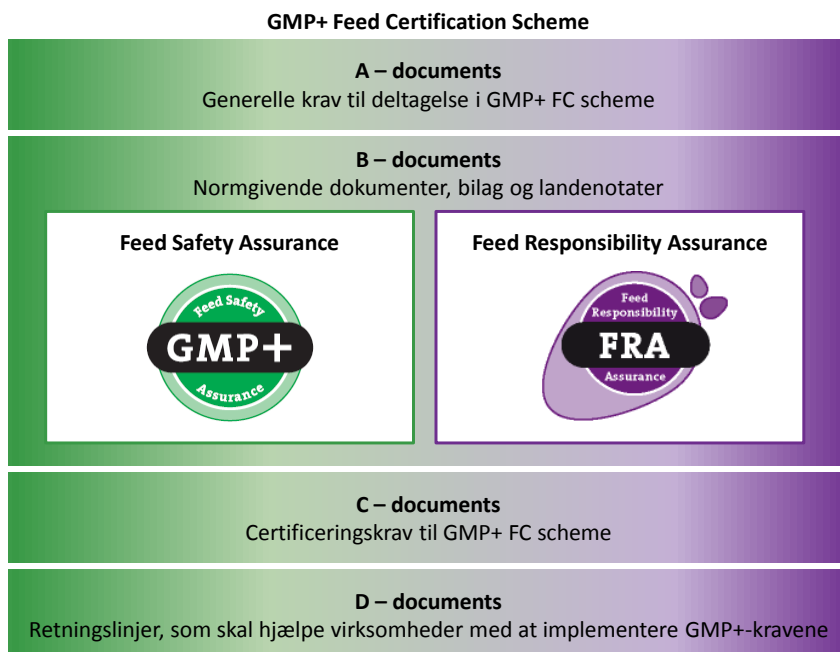 GMP+ Feed Certification Scheme
A – documents
Generelle krav til deltagelse i GMP+ FC scheme
B – documents
Normgivende dokumenter, bilag og landenotater
Feed Safety Assurance
Feed Safety
GMP+
Assurance
Feed Responsibility Assurance
Feed
Responsibility
FRA
Assurance
C – documents
Certificeringskrav til GMP+ FC scheme
D – documents
Retningslinjer, som skal hjælpe virksomheder med at implementere GMP+-kravene